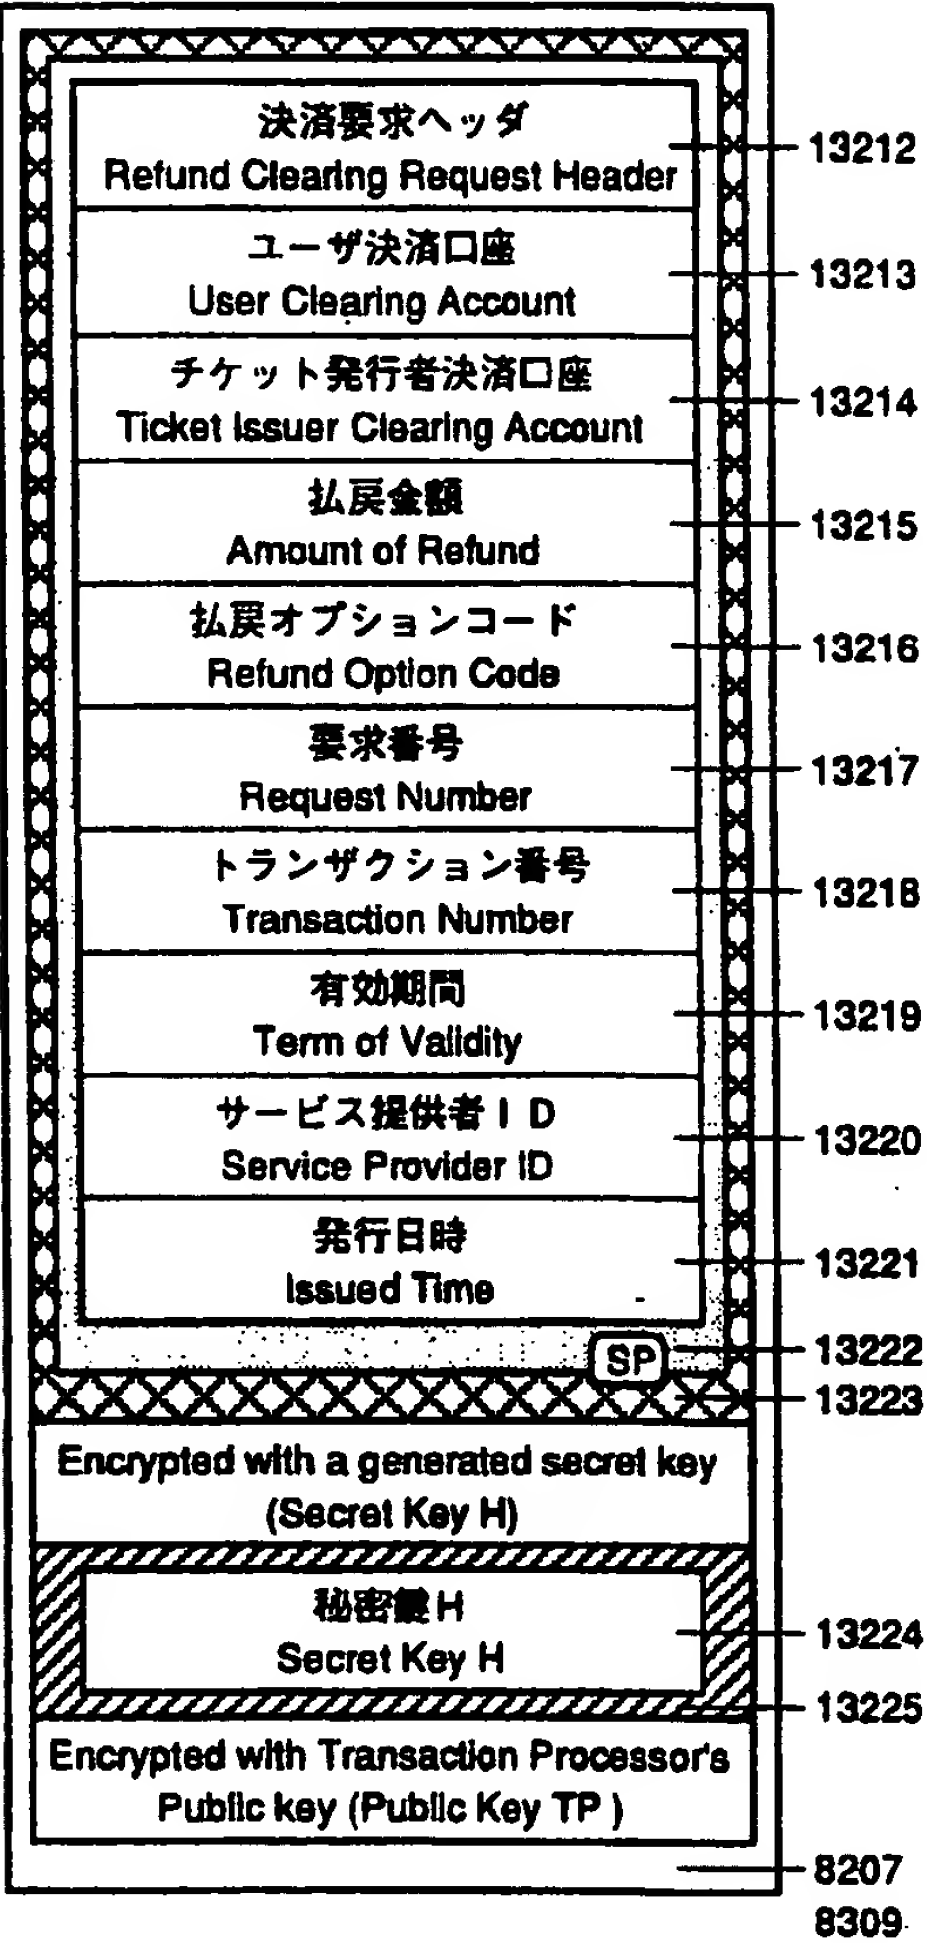 決済要求ヘッダ
Refund Clearing Request Header
13212
ユーザ決済口座
User Clearing Account
13213
チケット発行者決済口座
Ticket Issuer Clearing Account
13214
払戻金額
Amount of Refund
13215
払戻オプションコード
Refund Option Code
13216
要求番号
Request Number
13217
トランザクション番号
Transaction Number
13218
有効期間
Term of Validity
13219
サービス提供者ID
Service Provider ID
13220
発行日時
Issued Time
13221
SP
13222
13223
Encrypted with a generated secret key
(Secret Key H)
秘密鍵H
Secret Key H
13224
13225
Encrypted with Transaction Processor's
Public key (Public Key TP )
8207
8309